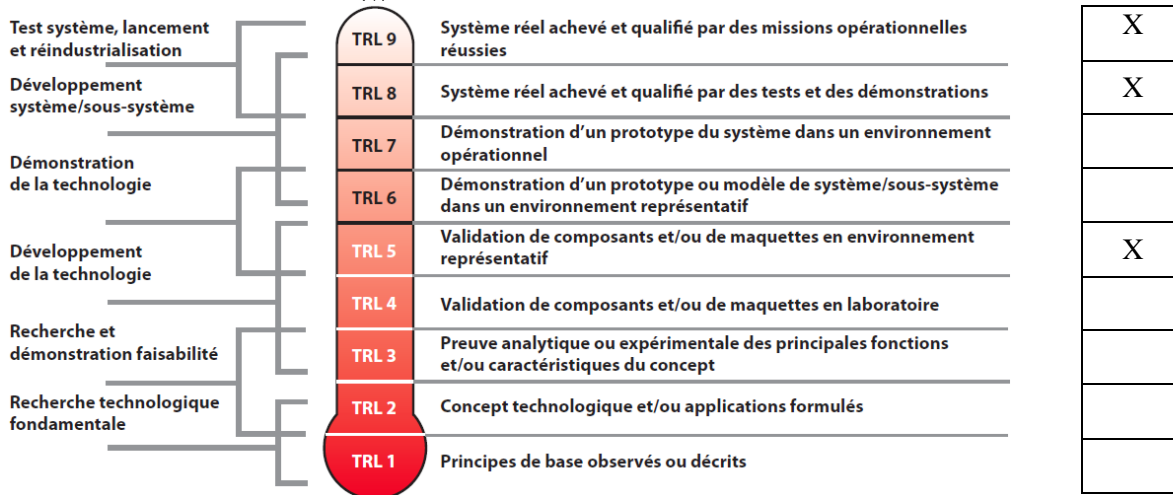 Test système, lancement
et réindustrialisation
TRL 9
Système réel achevé et qualifié par des missions opérationnelles
réussies
X
Développement
système/sous-système
TRL 8
Système réel achevé et qualifié par des tests et des démonstrations
X
TRL 7
Démonstration d’un prototype du système dans un environnement
opérationnel
Démonstration
de la technologie
TRL 6
Démonstration d’un prototype ou modèle de système/sous-système
dans un environnement représentatif
Développement
de la technologie
TRL 5
Validation de composants et/ou de maquettes en environnement
représentatif
X
TRL 4
Validation de composants et/ou de maquettes en laboratoire
Recherche et
démonstration faisabilité
TRL 3
Preuve analytique ou expérimentale des principales fonctions
et/ou caractéristiques du concept
Recherche technologique
fondamentale
TRL 2
Concept technologique et/ou applications formulés
TRL 1
Principes de base observés ou décrits